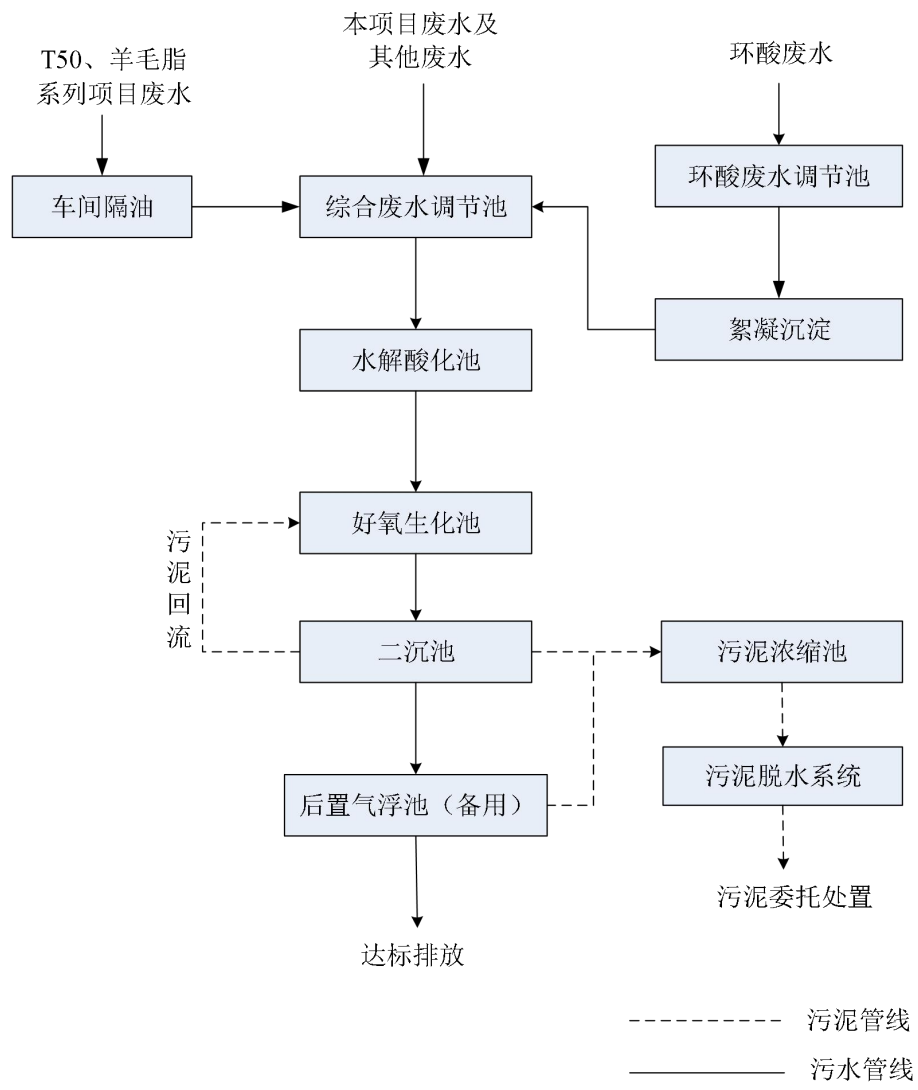 T50、羊毛脂
系列项目废水
本项目废水及
其他废水
环酸废水
车间隔油
综合废水调节池
环酸废水调节池
絮凝沉淀
水解酸化池
好氧生化池
污
泥
回
流
二沉池
污泥浓缩池
后置气浮池（备用）
污泥脱水系统
污泥委托处置
达标排放
污泥管线
污水管线